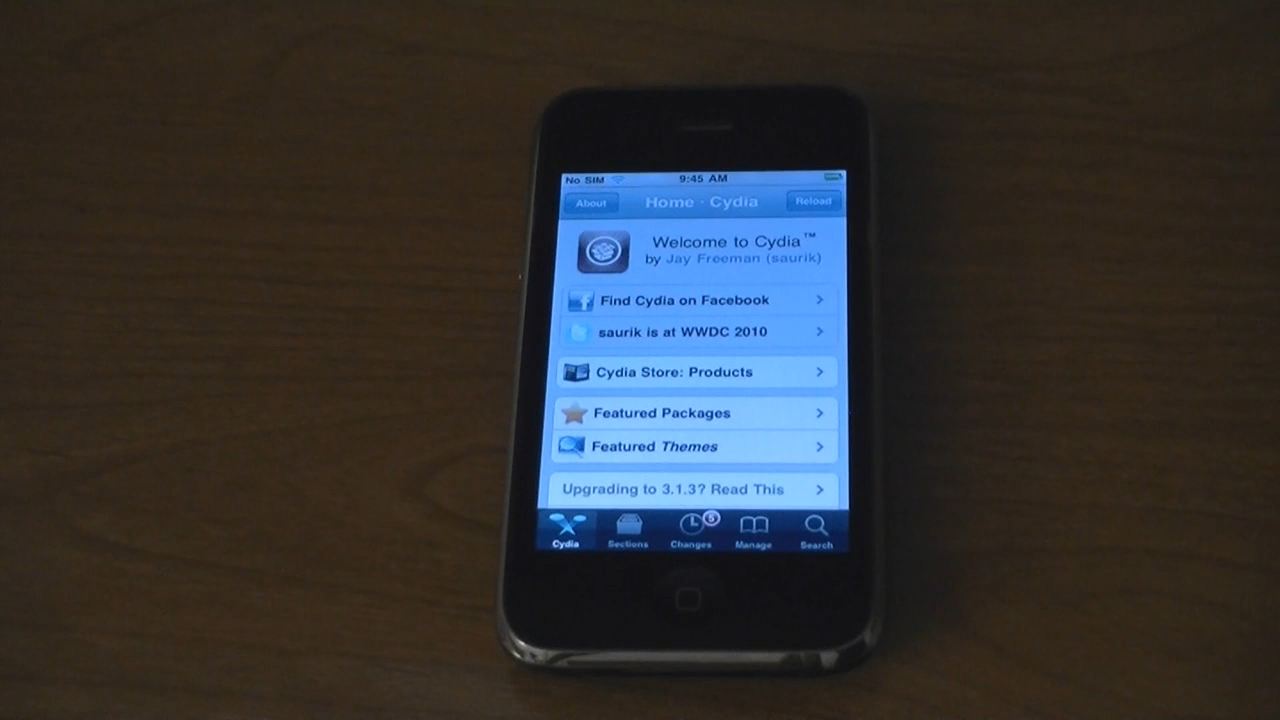 No SIM 9:45 AM
About Home · Cydia Reload
Welcome to Cydia™
by Jay Freeman (saurik)
Find Cydia on Facebook
saurik is at WWDC 2010
Cydia Store: Products
Featured Packages
Featured Themes
Upgrading to 3.1.3? Read This
5
Cydia Sections Changes Manage Search